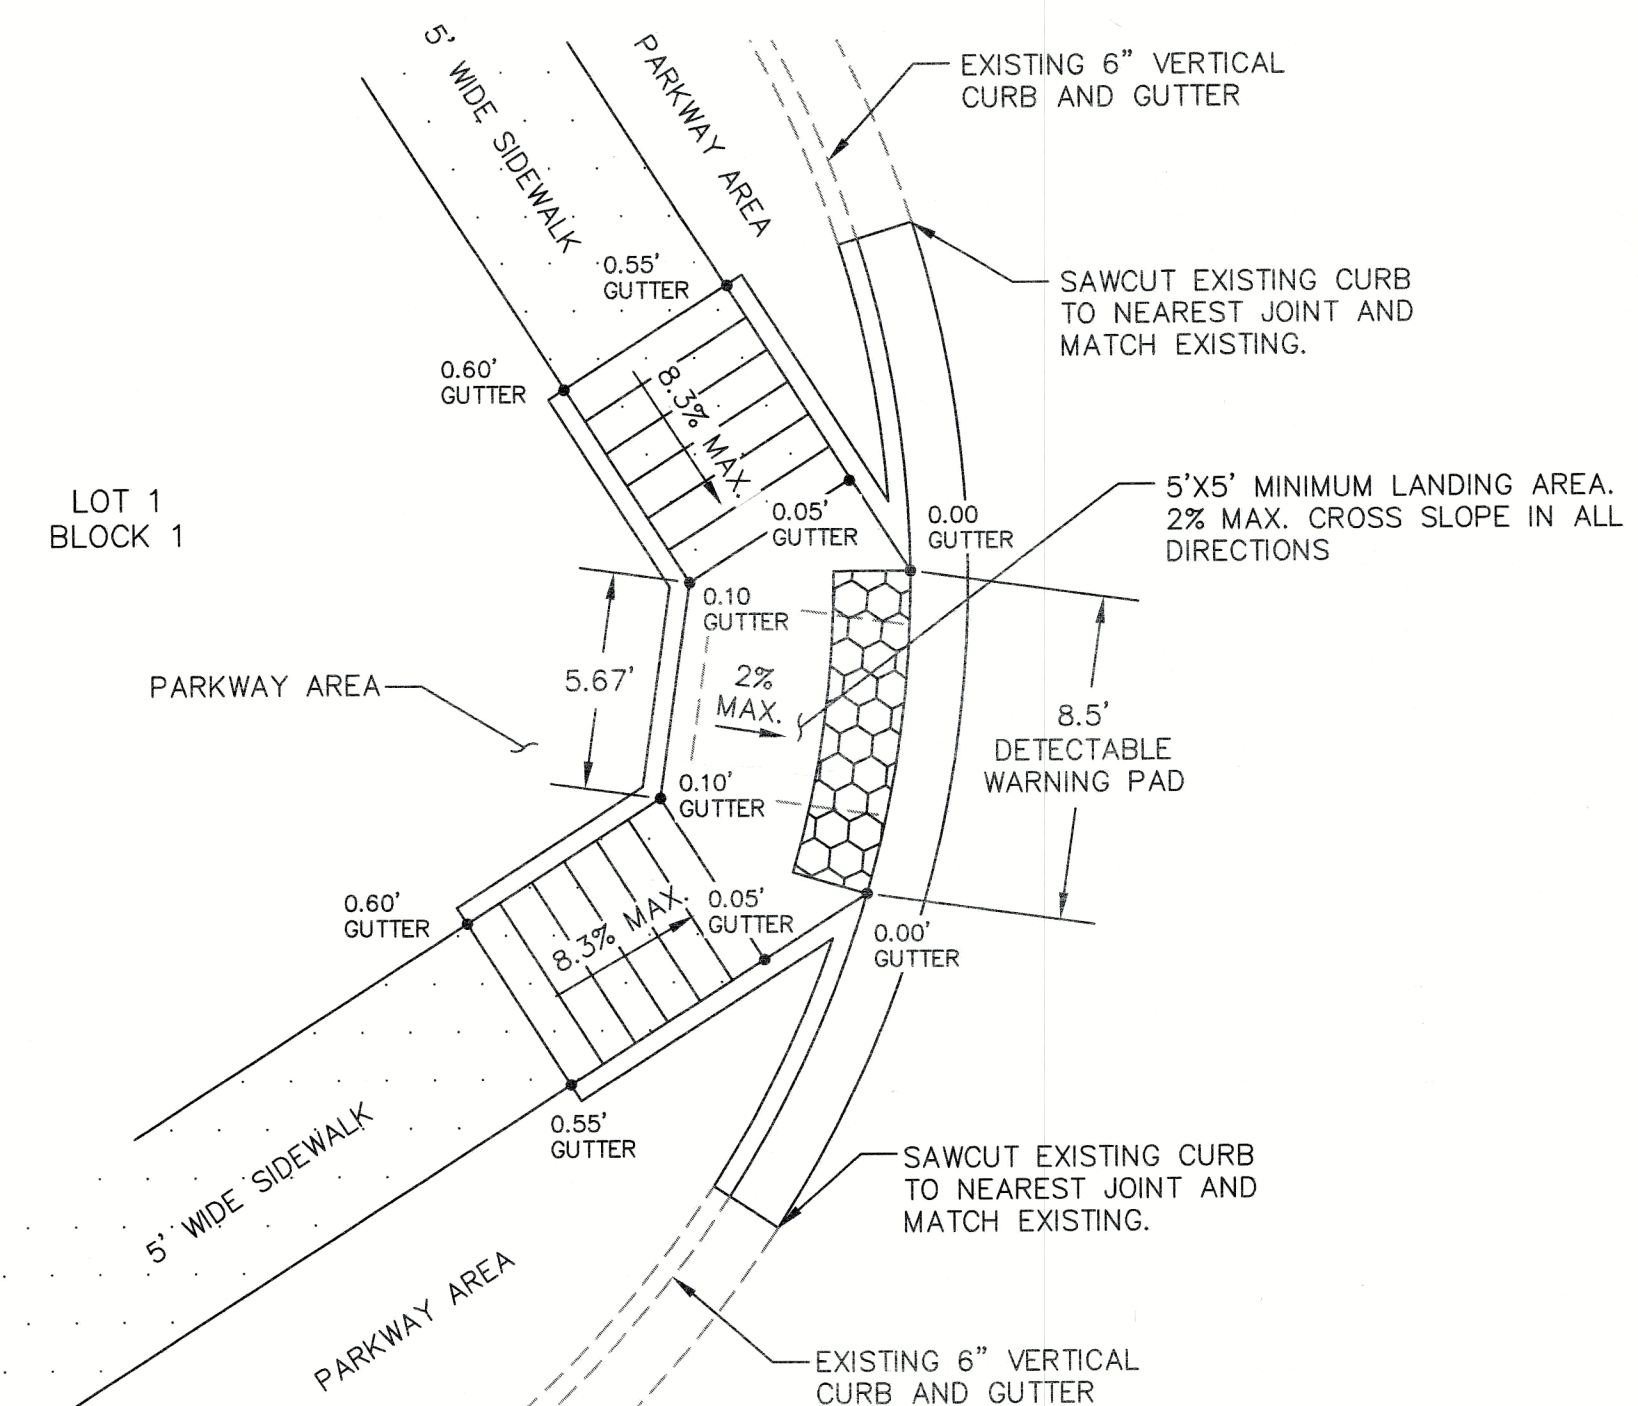 5' WIDE SIDEWALK
PARKWAY AREA
EXISTING 6" VERTICAL
CURB AND GUTTER
0.55'
GUTTER
SAWCUT EXISTING CURB
TO NEAREST JOINT AND
MATCH EXISTING.
0.60'
GUTTER
8.3% MAX.
LOT 1
BLOCK 1
0.05'
GUTTER
0.00
GUTTER
5'X5' MINIMUM LANDING AREA.
2% MAX. CROSS SLOPE IN ALL
DIRECTIONS
0.10
GUTTER
PARKWAY AREA
5.67'
2%
MAX.
8.5'
DETECTABLE
WARNING PAD
0.10'
GUTTER
0.60'
GUTTER
8.3% MAX.
0.05'
GUTTER
0.00'
GUTTER
0.55'
GUTTER
5' WIDE SIDEWALK
SAWCUT EXISTING CURB
TO NEAREST JOINT AND
MATCH EXISTING.
PARKWAY AREA
EXISTING 6" VERTICAL
CURB AND GUTTER